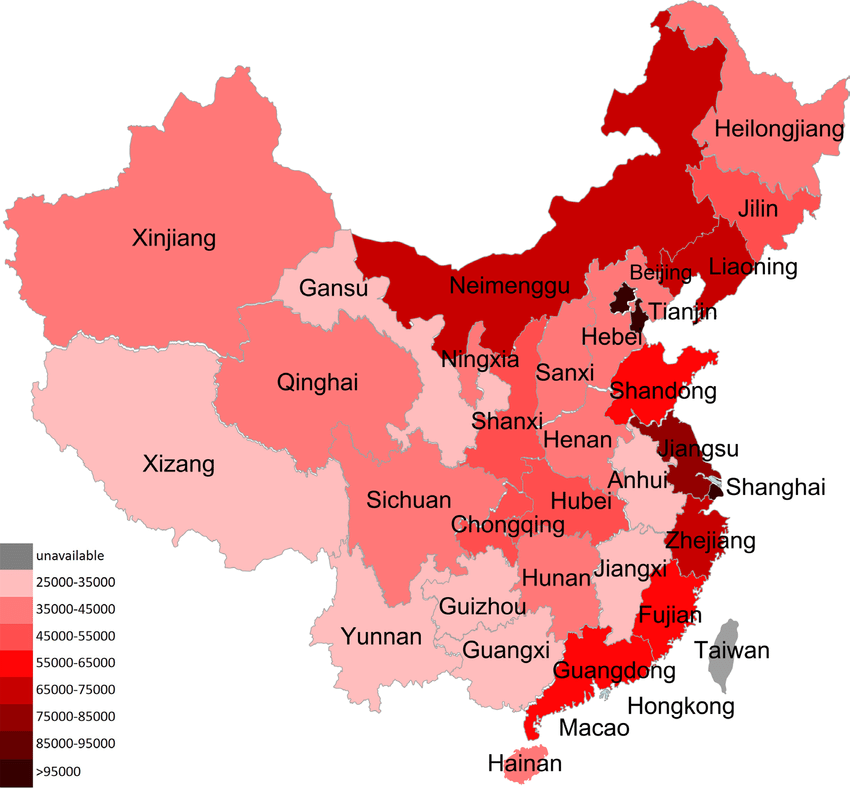 Heilongjiang
Jilin
Xinjiang
Liaoning
Beijing
Gansu
Neimenggu
Tianjin
Hebei
Ningxia
Sanxi
Qinghai
Shandong
Shanxi
Henan
Jiangsu
Xizang
Anhui
Shanghai
Sichuan
Hubei
Chongqing
Zhejiang
Jiangxi
Hunan
Guizhou
Fujian
Yunnan
Guangxi
Taiwan
Guangdong
Hongkong
Macao
Hainan
unavailable
25000-35000
35000-45000
45000-55000
55000-65000
65000-75000
75000-85000
85000-95000
>95000